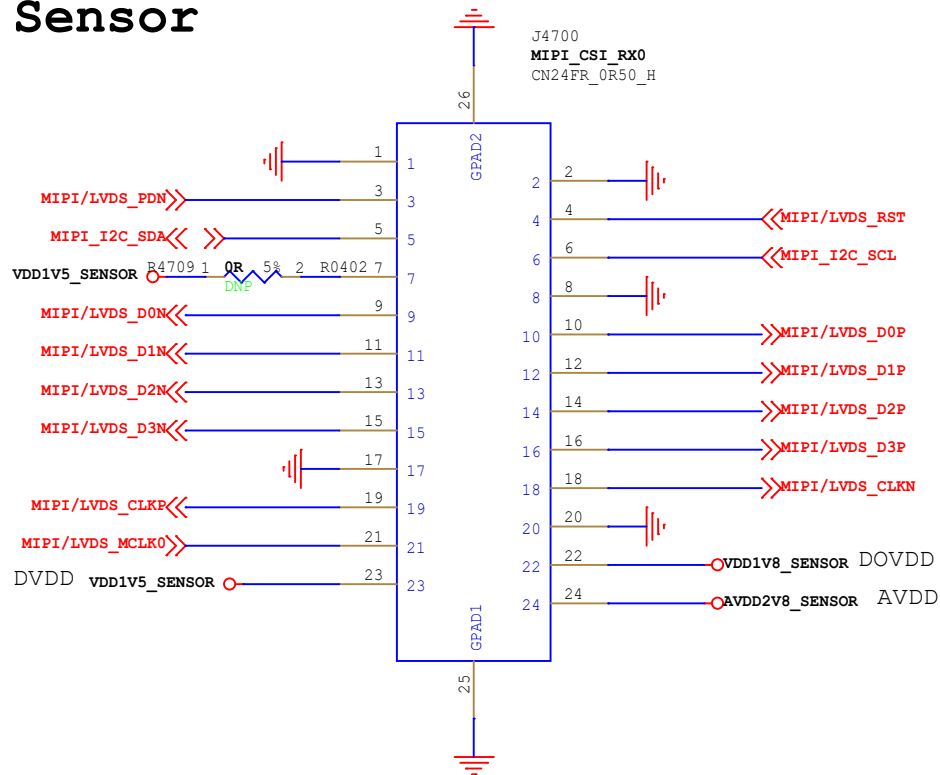 Sensor
J4700
MIPI_CSI_RX0
CN24FR_0R50_H
26
GPAD2
1 1
2 2
MIPI/LVDS_PDN 3 3
4 4 MIPI/LVDS_RST
MIPI_I2C_SDA 5 5
6 6 MIPI_I2C_SCL
VDD1V5_SENSOR R4709 1 0R 5% 2 R0402 7 7
DNP
8 8
MIPI/LVDS_D0N 9 9
10 10 MIPI/LVDS_D0P
MIPI/LVDS_D1N 11 11
12 12 MIPI/LVDS_D1P
MIPI/LVDS_D2N 13 13
14 14 MIPI/LVDS_D2P
MIPI/LVDS_D3N 15 15
16 16 MIPI/LVDS_D3P
17 17
18 18 MIPI/LVDS_CLKN
MIPI/LVDS_CLKP 19 19
20 20
MIPI/LVDS_MCLK0 21 21
22 22 VDD1V8_SENSOR DOVDD
DVDD VDD1V5_SENSOR 23 23
24 24 AVDD2V8_SENSOR AVDD
GPAD1
25